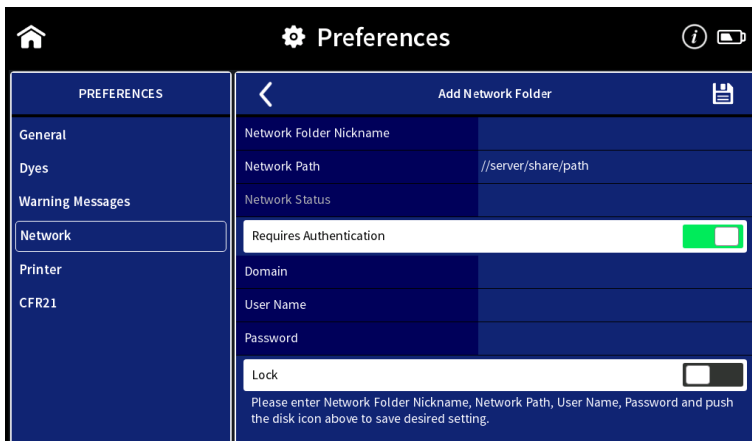 Preferences
i
PREFERENCES
General
Dyes
Warning Messages
Network
Printer
CFR21
Add Network Folder
Network Folder Nickname
Network Path //server/share/path
Network Status
Requires Authentication
Domain
User Name
Password
Lock
Please enter Network Folder Nickname, Network Path, User Name, Password and push
the disk icon above to save desired setting.